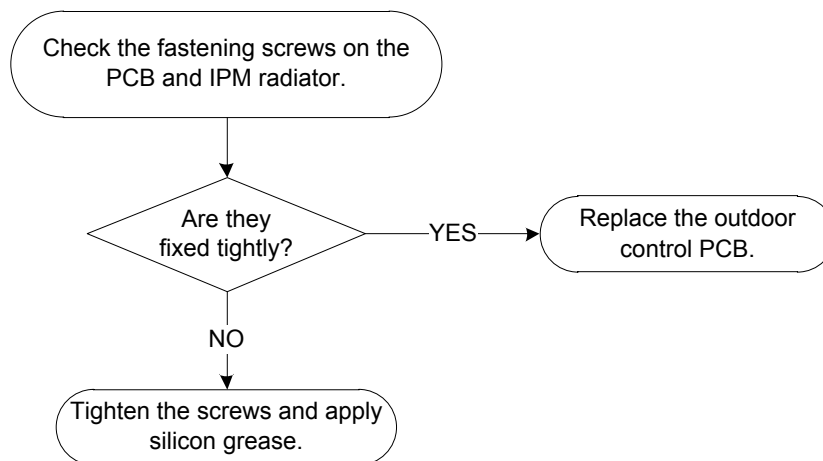 Check the fastening screws on the
PCB and IPM radiator.
Are they
fixed tightly?
YES
Replace the outdoor
control PCB.
NO
Tighten the screws and apply
silicon grease.